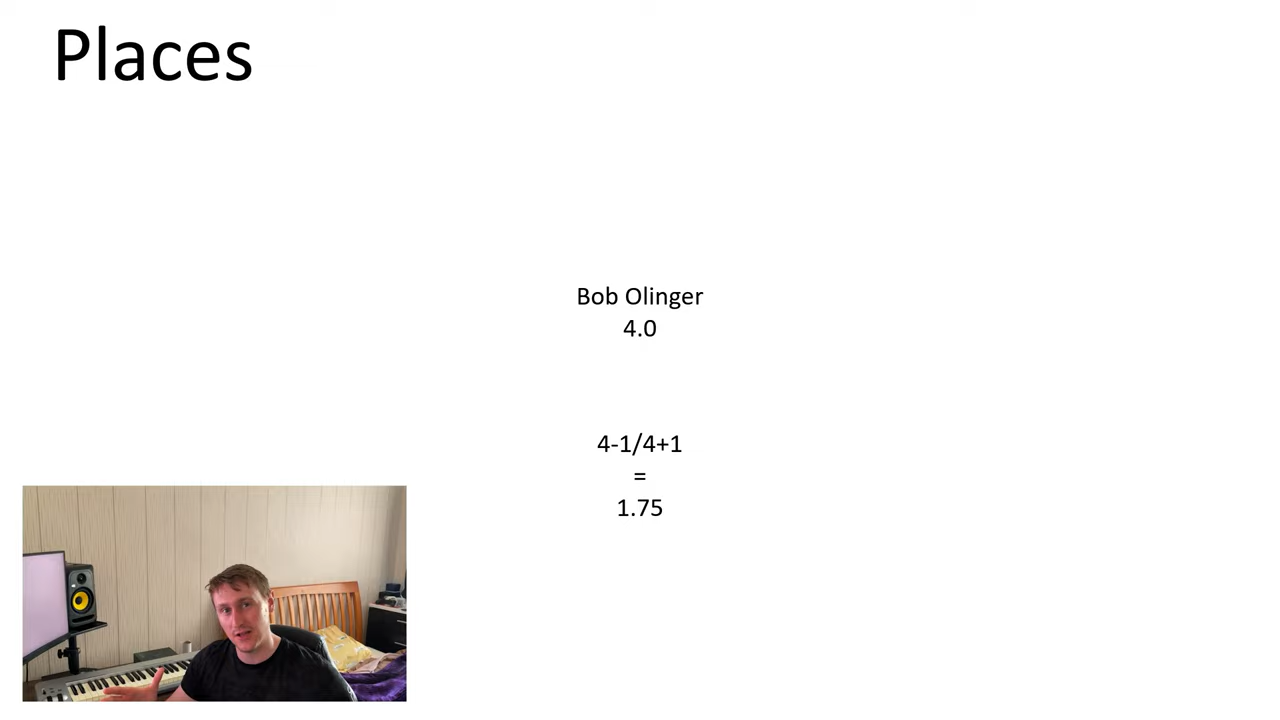 Places
Bob Olinger
4.0
4-1/4+1
=
1.75